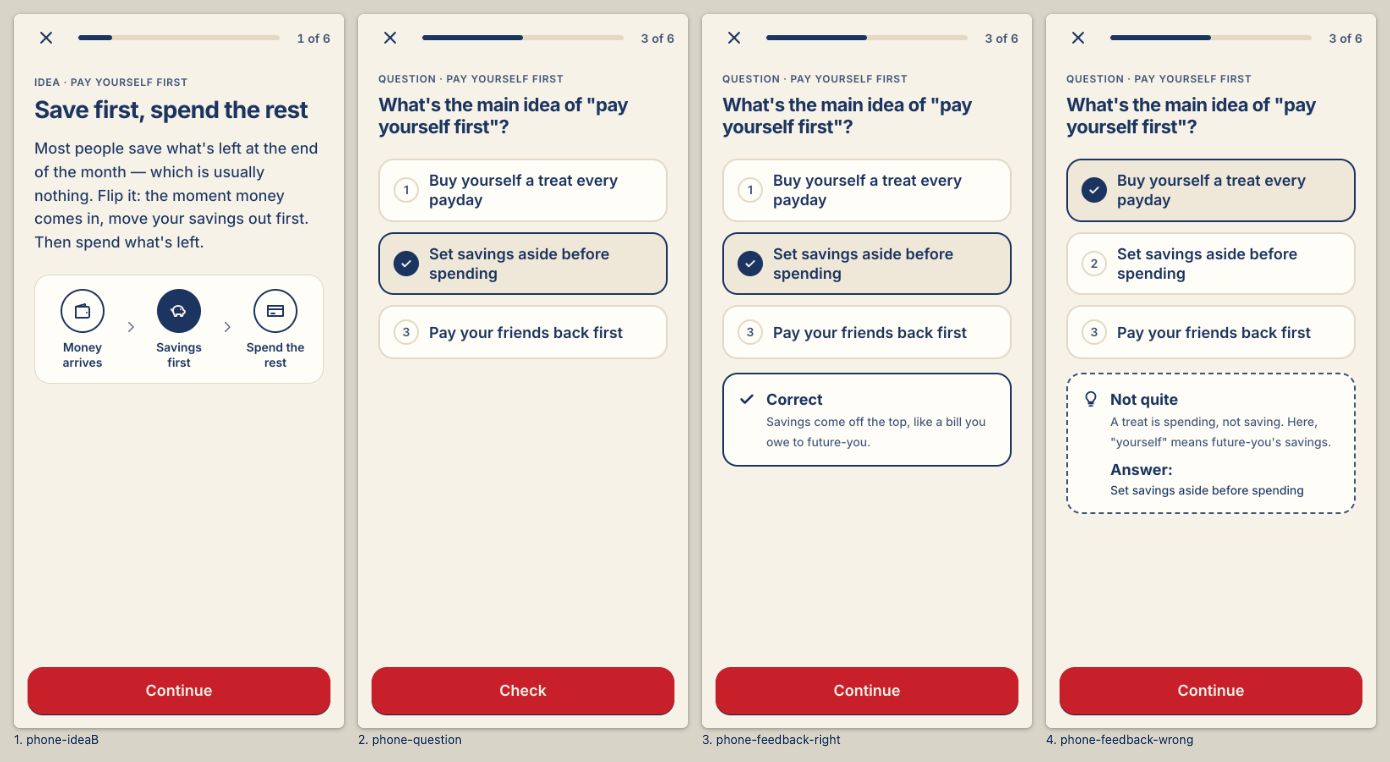 1 of 6
IDEA · PAY YOURSELF FIRST
Save first, spend the rest
Most people save what's left at the end
of the month — which is usually
nothing. Flip it: the moment money
comes in, move your savings out first.
Then spend what's left.
Money
arrives
Savings
first
Spend the
rest
Continue
1. phone-ideaB
3 of 6
QUESTION · PAY YOURSELF FIRST
What's the main idea of "pay
yourself first"?
1
Buy yourself a treat every
payday
Set savings aside before
spending
3
Pay your friends back first
Check
2. phone-question
3 of 6
QUESTION · PAY YOURSELF FIRST
What's the main idea of "pay
yourself first"?
1
Buy yourself a treat every
payday
Set savings aside before
spending
3
Pay your friends back first
Correct
Savings come off the top, like a bill you
owe to future-you.
Continue
3. phone-feedback-right
3 of 6
QUESTION · PAY YOURSELF FIRST
What's the main idea of "pay
yourself first"?
Buy yourself a treat every
payday
2
Set savings aside before
spending
3
Pay your friends back first
Not quite
A treat is spending, not saving. Here,
"yourself" means future-you's savings.
Answer:
Set savings aside before spending
Continue
4. phone-feedback-wrong